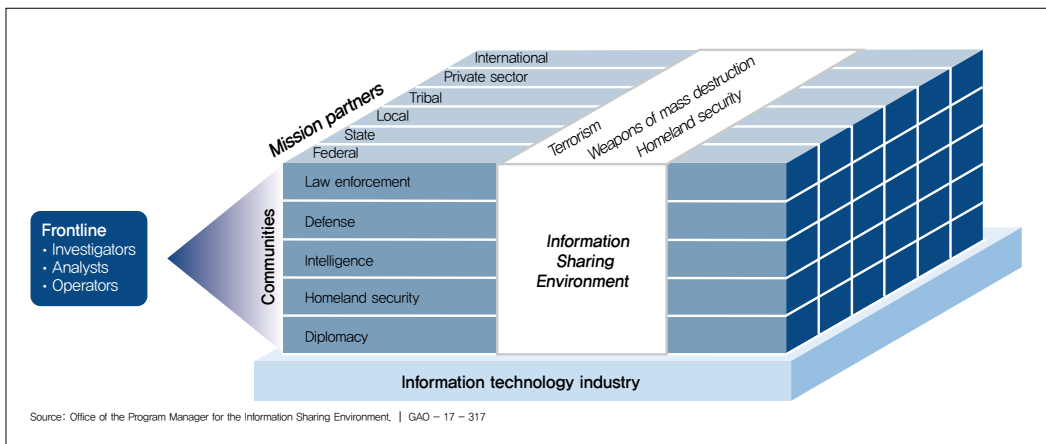 International
Private sector
Tribal
Local
State
Federal
Mission partners
Terrorism
Weapons of mass destruction
Homeland security
Law enforcement
Defense
Intelligence
Homeland security
Diplomacy
Communities
Frontline
· Investigators
· Analysts
· Operators
Information
Sharing
Environment
Information technology industry
Source: Office of the Program Manager for the Information Sharing Environment. | GAO - 17 - 317